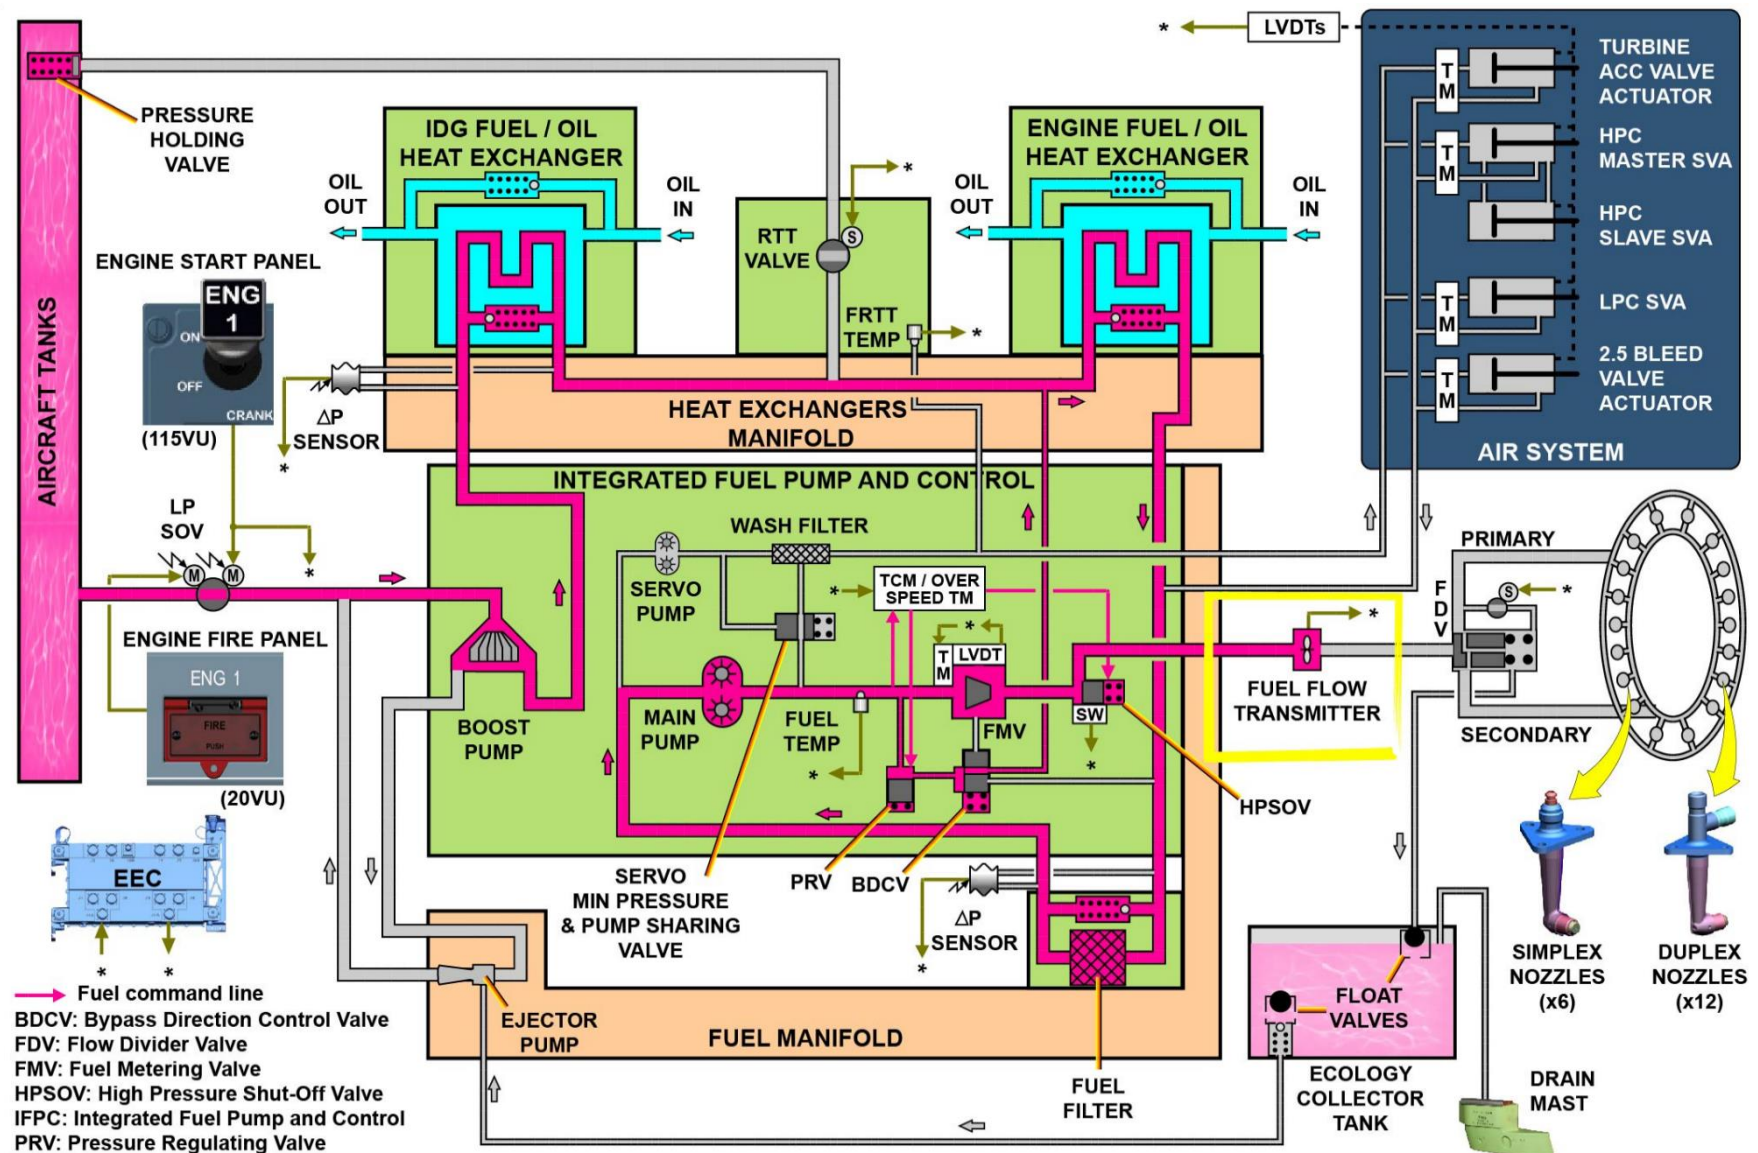 *
LVDTs
PRESSURE
HOLDING
VALVE
IDG FUEL / OIL
HEAT EXCHANGER
OIL
OUT
OIL
IN
*
RTT
VALVE
S
FRTT
TEMP
*
ENGINE FUEL / OIL
HEAT EXCHANGER
OIL
OUT
OIL
IN
TM
TURBINE
ACC VALVE
ACTUATOR
TM
HPC
MASTER SVA
HPC
SLAVE SVA
TM
LPC SVA
TM
2.5 BLEED
VALVE
ACTUATOR
AIR SYSTEM
AIRCRAFT TANKS
ENGINE START PANEL
ENG
1
ON
OFF
CRANK
(115VU)
ΔP
SENSOR
*
HEAT EXCHANGERS
MANIFOLD
LP
SOV
M
M
*
ENGINE FIRE PANEL
ENG 1
FIRE
PUSH
(20VU)
INTEGRATED FUEL PUMP AND CONTROL
WASH FILTER
SERVO
PUMP
*
TCM / OVER
SPEED TM
*
TM
LVDT
BOOST
PUMP
MAIN
PUMP
FUEL
TEMP
*
FMV
SW
*
HPSOV
*
FUEL FLOW
TRANSMITTER
PRIMARY
FDV
S
*
SECONDARY
SERVO
MIN PRESSURE
& PUMP SHARING
VALVE
PRV
BDCV
ΔP
SENSOR
*
EEC
*
*
EJECTOR
PUMP
FUEL MANIFOLD
FUEL
FILTER
FLOAT
VALVES
ECOLOGY
COLLECTOR
TANK
DRAIN
MAST
SIMPLEX
NOZZLES
(x6)
DUPLEX
NOZZLES
(x12)
Fuel command line
BDCV: Bypass Direction Control Valve
FDV: Flow Divider Valve
FMV: Fuel Metering Valve
HPSOV: High Pressure Shut-Off Valve
IFPC: Integrated Fuel Pump and Control
PRV: Pressure Regulating Valve